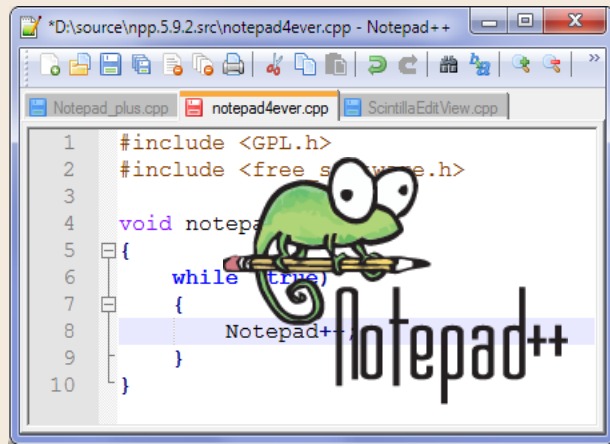 *D:\source\npp.5.9.2.src\notepad4ever.cpp - Notepad++
Notepad_plus.cpp notepad4ever.cpp ScintillaEditView.cpp
1 #include <GPL.h>
2 #include <free_s ware.h>
3
4 void notepa
5 {
6 while true)
7 {
8 Notepad++;
9 }
10 }
Notepad++